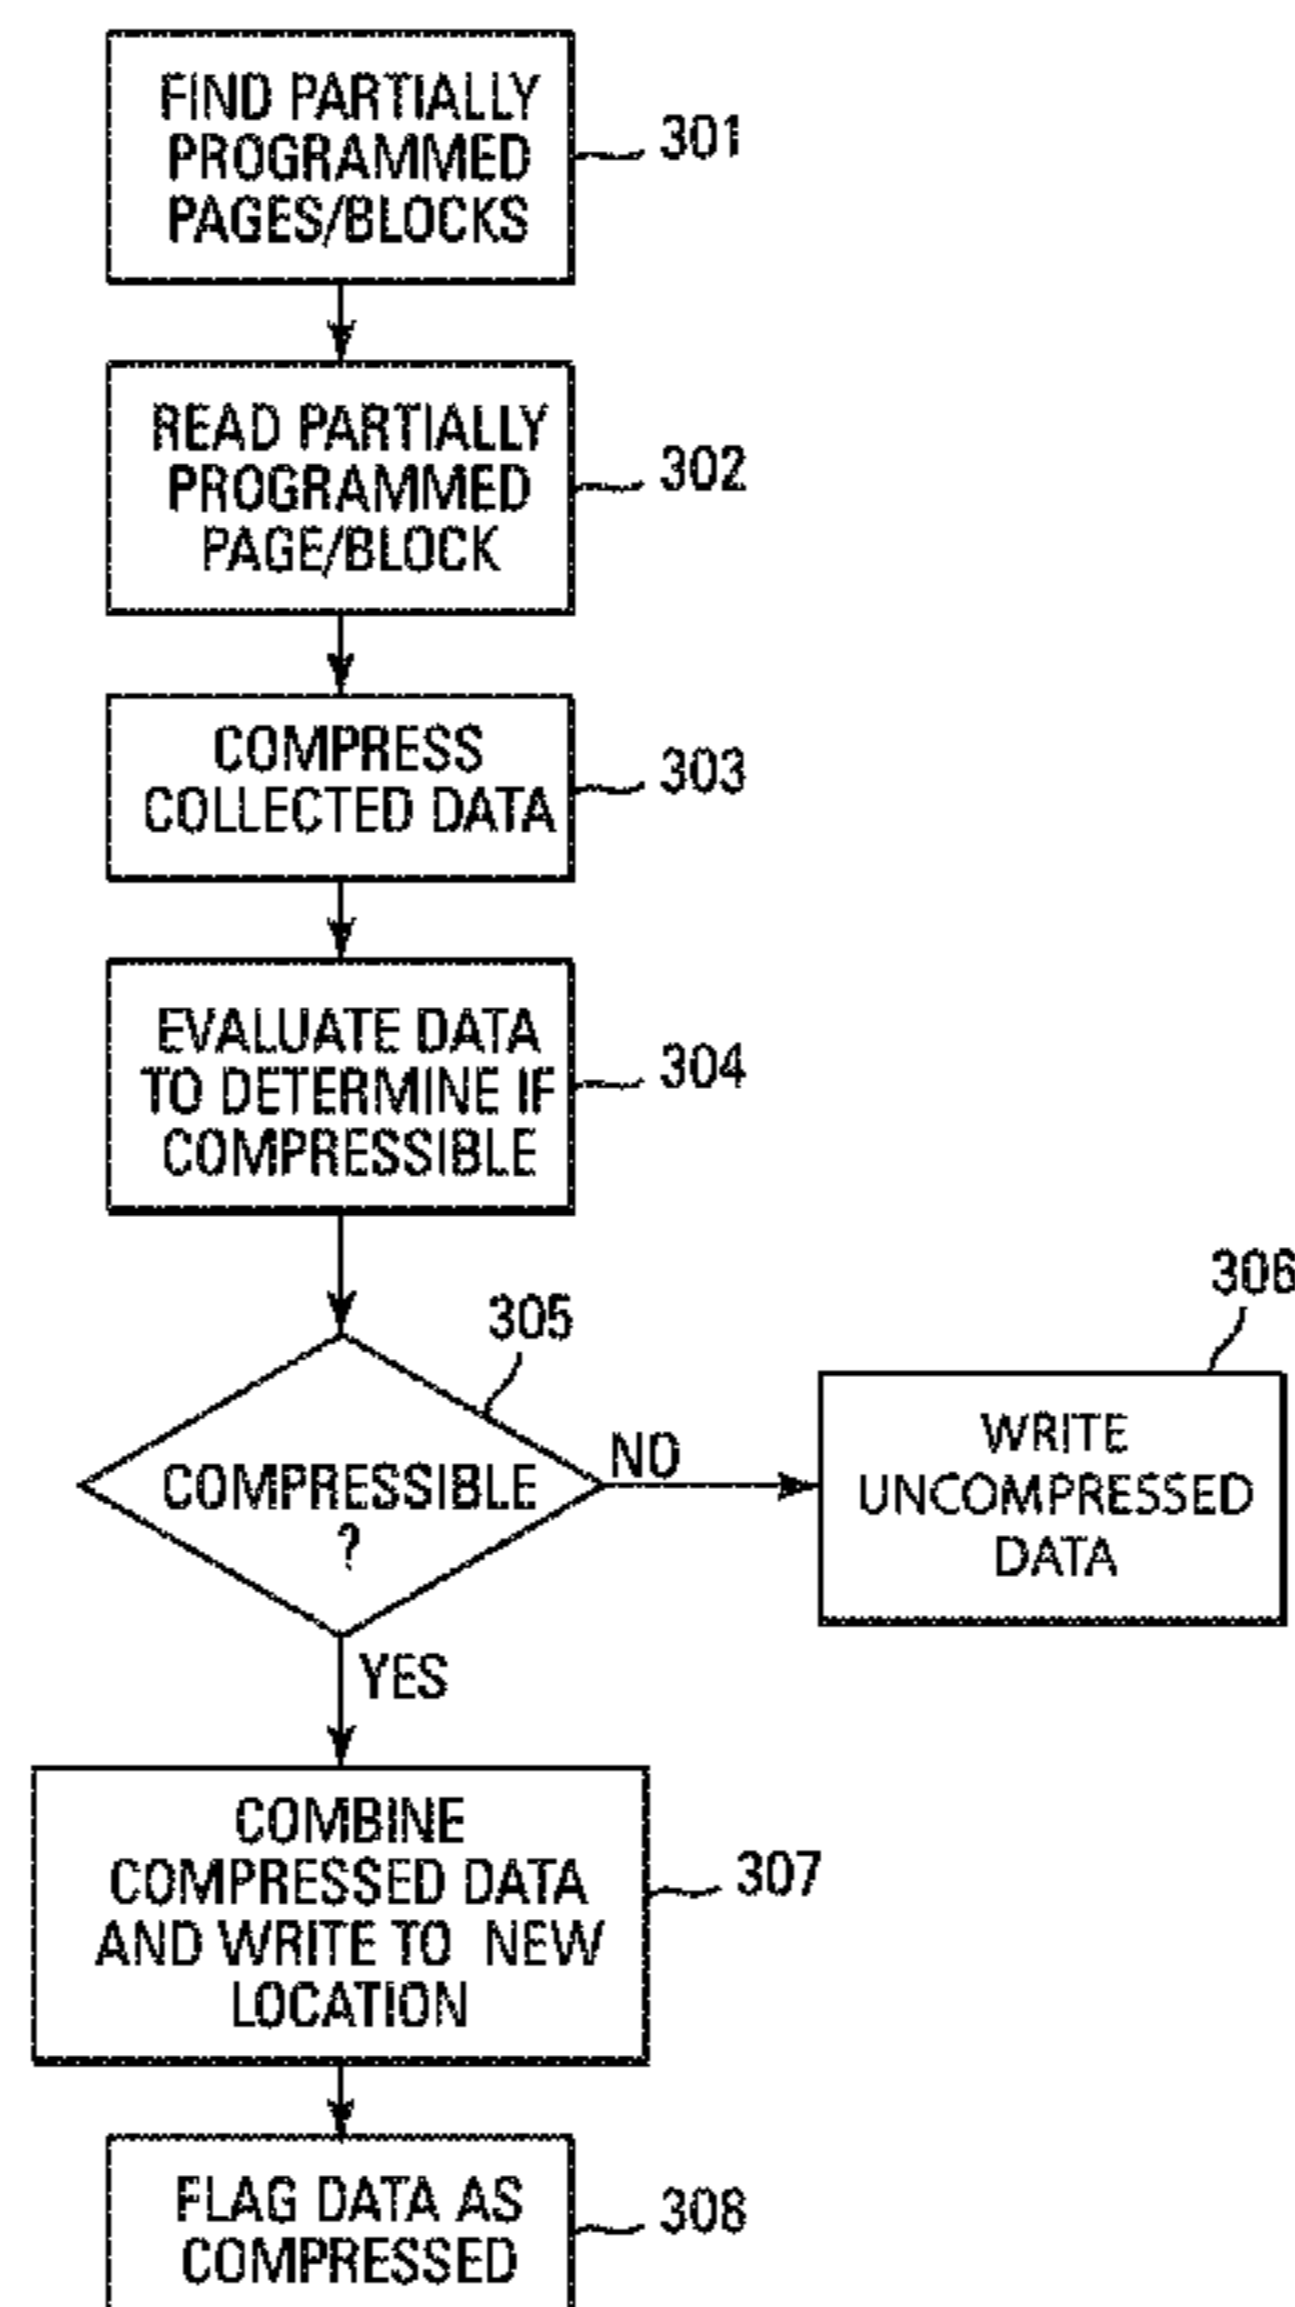 FIND PARTIALLY
PROGRAMMED
PAGES/BLOCKS
301
READ PARTIALLY
PROGRAMMED
PAGE/BLOCK
302
COMPRESS
COLLECTED DATA
303
EVALUATE DATA
TO DETERMINE IF
COMPRESSIBLE
304
305
COMPRESSIBLE
?
NO
306
WRITE
UNCOMPRESSED
DATA
YES
COMBINE
COMPRESSED DATA
AND WRITE TO NEW
LOCATION
307
FLAG DATA AS
COMPRESSED
308